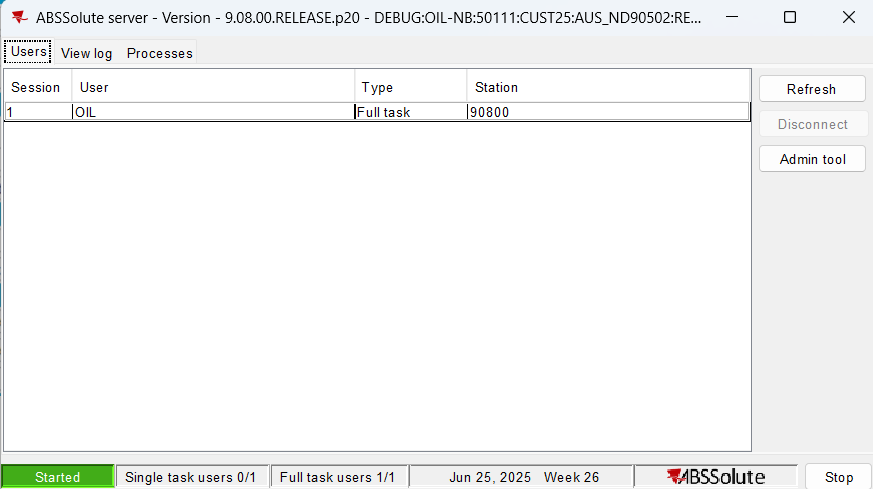 ABSSolute server - Version - 9.08.00.RELEASE.p20 - DEBUG:OIL-NB:50111:CUST25:AUS_ND90502:RE...
Users View log Processes
Session User Type Station
1 OIL Full task 90800
Refresh
Disconnect
Admin tool
Started Single task users 0/1 Full task users 1/1 Jun 25, 2025 Week 26 ABSSolute Stop